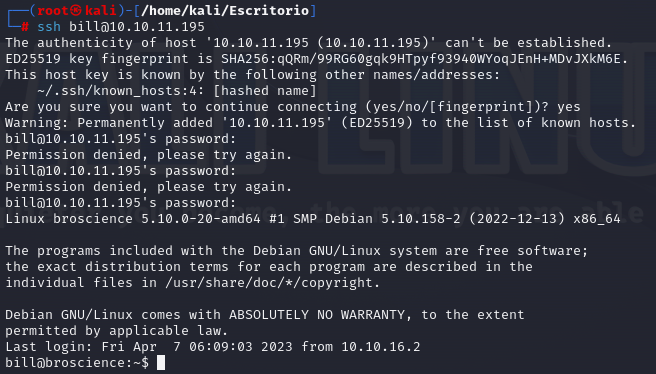 ┌──(root㉿kali)-[/home/kali/Escritorio]
└─# ssh bill@10.10.11.195
The authenticity of host '10.10.11.195 (10.10.11.195)' can't be established.
ED25519 key fingerprint is SHA256:qQRm/99RG60gqk9HTpyf93940WYoqJEnH+MDvJXkM6E.
This host key is known by the following other names/addresses:
    ~/.ssh/known_hosts:4: [hashed name]
Are you sure you want to continue connecting (yes/no/[fingerprint])? yes
Warning: Permanently added '10.10.11.195' (ED25519) to the list of known hosts.
bill@10.10.11.195's password:
Permission denied, please try again.
bill@10.10.11.195's password:
Permission denied, please try again.
bill@10.10.11.195's password:
Linux broscience 5.10.0-20-amd64 #1 SMP Debian 5.10.158-2 (2022-12-13) x86_64

The programs included with the Debian GNU/Linux system are free software;
the exact distribution terms for each program are described in the
individual files in /usr/share/doc/*/copyright.

Debian GNU/Linux comes with ABSOLUTELY NO WARRANTY, to the extent
permitted by applicable law.
Last login: Fri Apr  7 06:09:03 2023 from 10.10.16.2
bill@broscience:~$